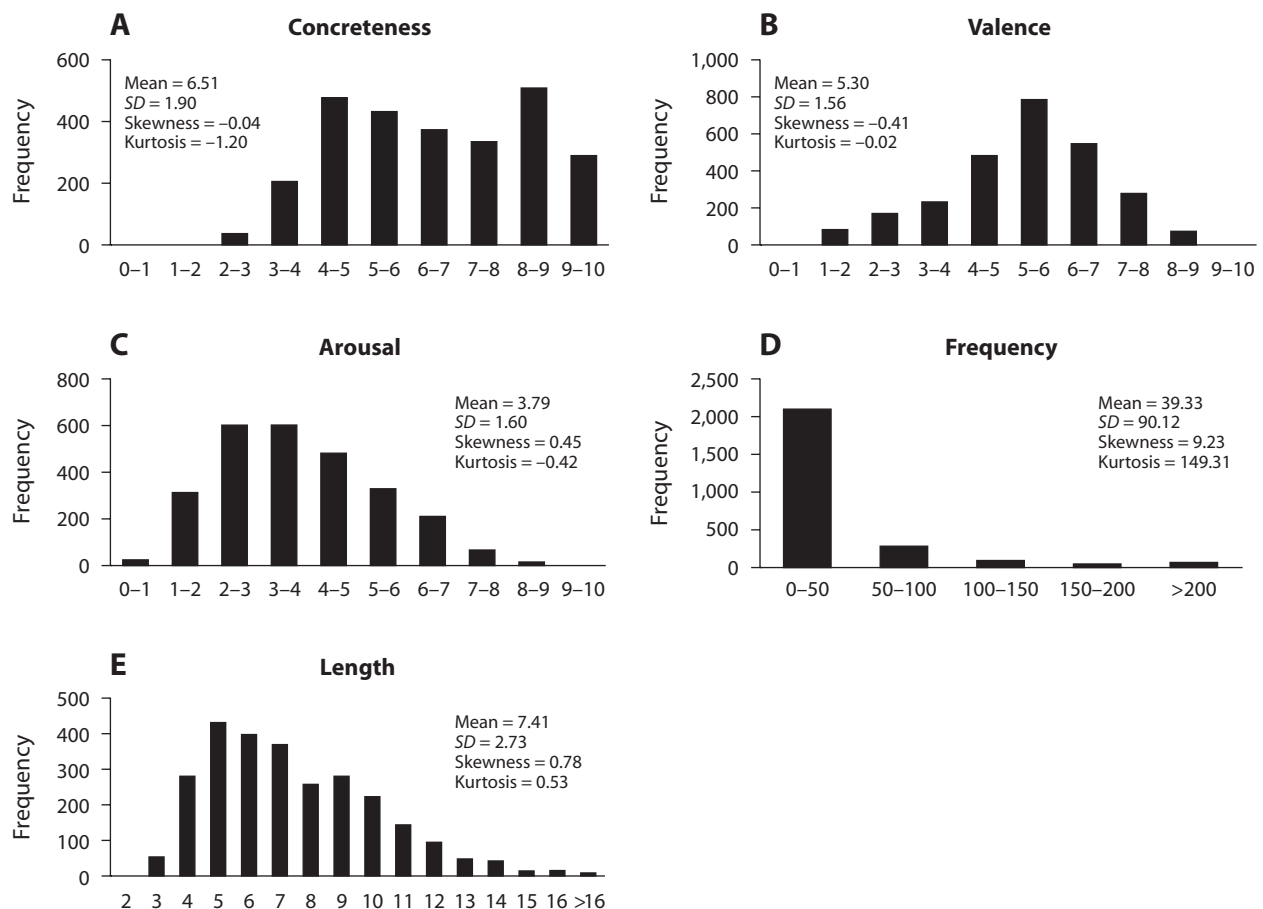 A
Concreteness
Frequency
600
400
200
0
Mean = 6.51
SD = 1.90
Skewness = –0.04
Kurtosis = –1.20
0–1 1–2 2–3 3–4 4–5 5–6 6–7 7–8 8–9 9–10
B
Valence
Frequency
1,000
800
600
400
200
0
Mean = 5.30
SD = 1.56
Skewness = –0.41
Kurtosis = –0.02
0–1 1–2 2–3 3–4 4–5 5–6 6–7 7–8 8–9 9–10
C
Arousal
Frequency
800
600
400
200
0
Mean = 3.79
SD = 1.60
Skewness = 0.45
Kurtosis = –0.42
0–1 1–2 2–3 3–4 4–5 5–6 6–7 7–8 8–9 9–10
D
Frequency
Frequency
2,500
2,000
1,500
1,000
500
0
Mean = 39.33
SD = 90.12
Skewness = 9.23
Kurtosis = 149.31
0–50 50–100 100–150 150–200 >200
E
Length
Frequency
500
400
300
200
100
0
Mean = 7.41
SD = 2.73
Skewness = 0.78
Kurtosis = 0.53
2 3 4 5 6 7 8 9 10 11 12 13 14 15 16 >16